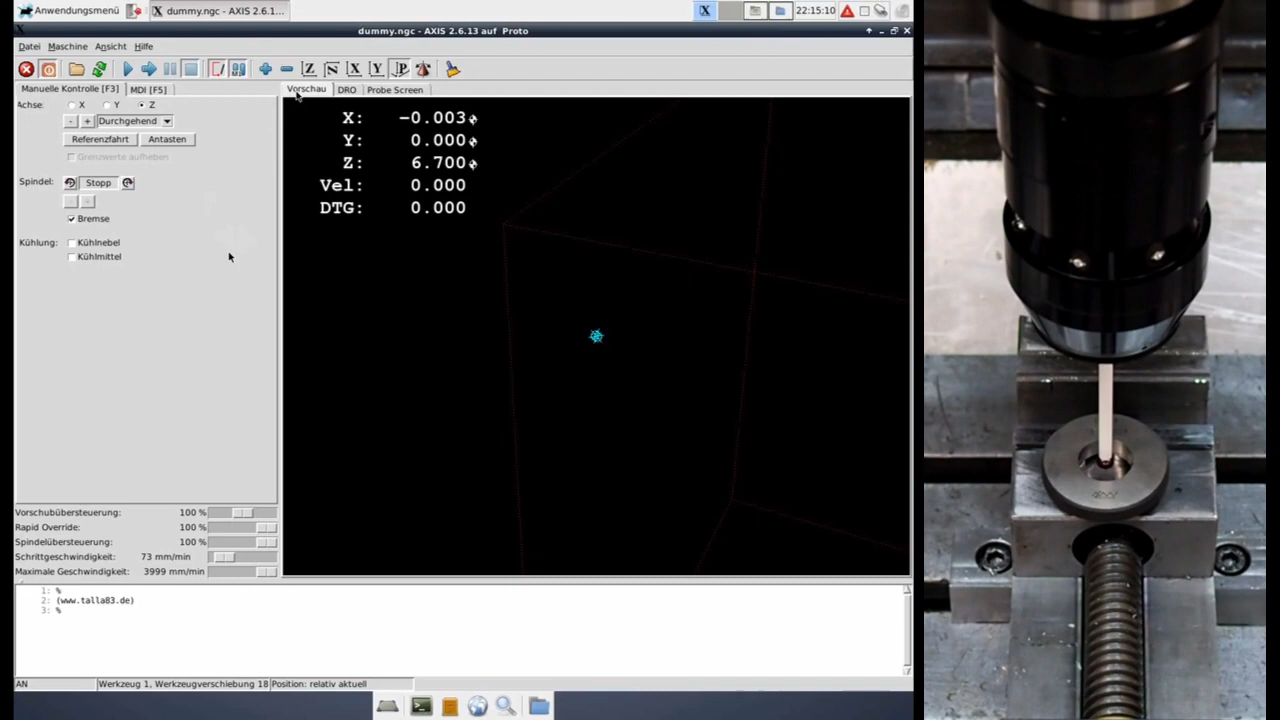 Anwendungsmenü
dummy.ngc - AXIS 2.6.1...
22:15:10
dummy.ngc - AXIS 2.6.13 auf Proto
Datei Maschine Ansicht Hilfe
Z N X Y P
Manuelle Kontrolle [F3] MDI [F5]
Vorschau DRO Probe Screen
Achse: X Y Z
- + Durchgehend
Referenzfahrt Antasten
Grenzwerte aufheben
Spindel: Stopp
- +
Bremse
Kühlung: Kühlnebel
Kühlmittel
X: -0.003
Y: 0.000
Z: 6.700
Vel: 0.000
DTG: 0.000
Vorschubübersteuerung: 100 %
Rapid Override: 100 %
Spindelübersteuerung: 100 %
Schrittgeschwindigkeit: 73 mm/min
Maximale Geschwindigkeit: 3999 mm/min
1: %
2: (www.talla83.de)
3: %
AN Werkzeug 1, Werkzeugverschiebung 18 Position: relativ aktuell